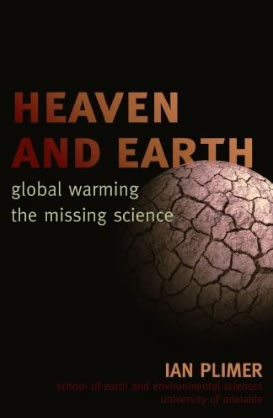 HEAVEN
AND EARTH
global warming
the missing science
IAN PLIMER
school of earth and environmental sciences
university of adelaide